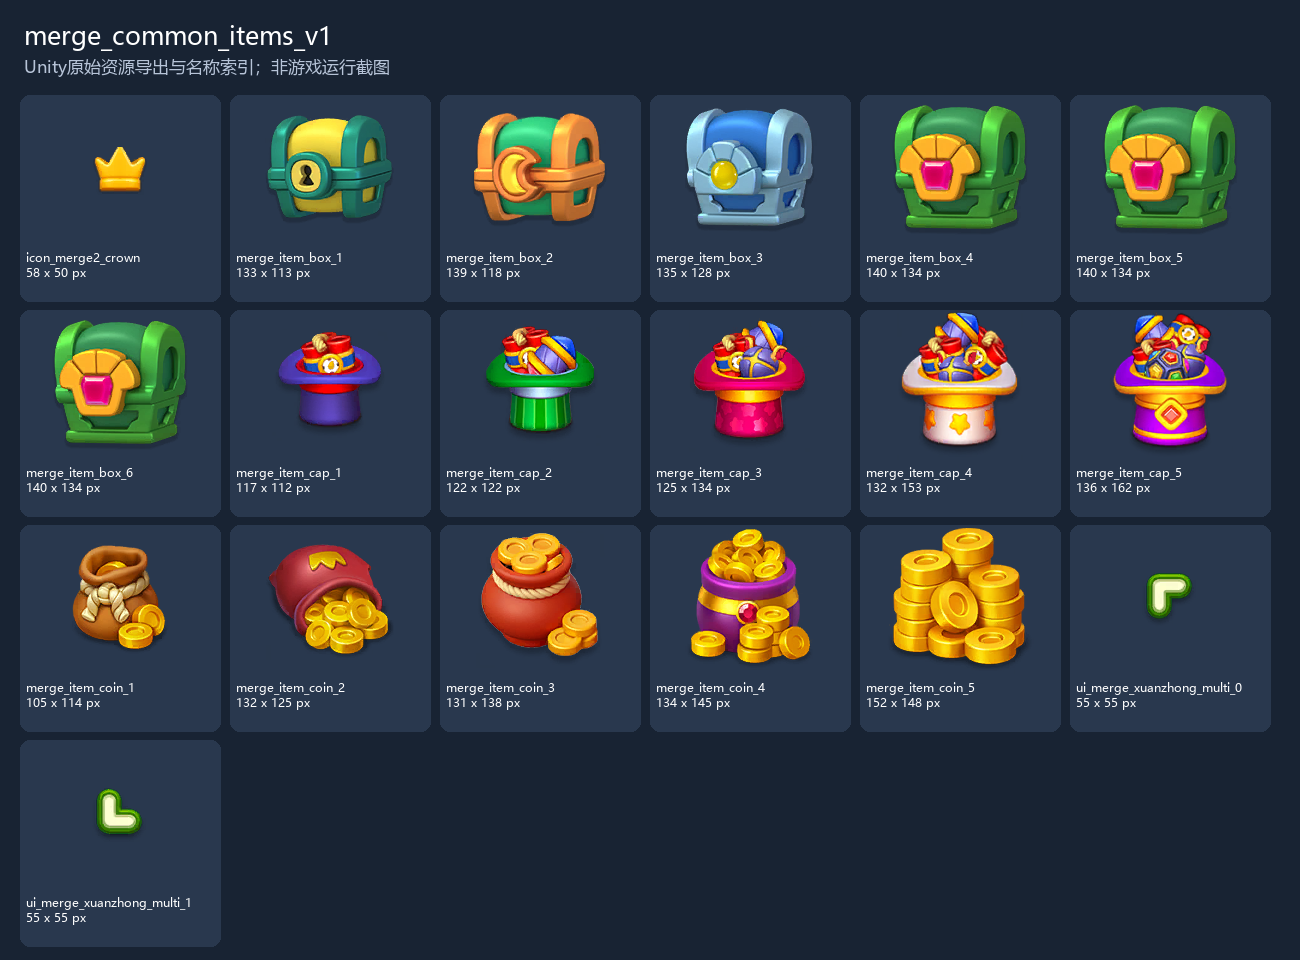 merge_common_items_v1
Unity原始资源导出与名称索引；非游戏运行截图
icon_merge2_crown
58 x 50 px
merge_item_box_1
133 x 113 px
merge_item_box_2
139 x 118 px
merge_item_box_3
135 x 128 px
merge_item_box_4
140 x 134 px
merge_item_box_5
140 x 134 px
merge_item_box_6
140 x 134 px
merge_item_cap_1
117 x 112 px
merge_item_cap_2
122 x 122 px
merge_item_cap_3
125 x 134 px
merge_item_cap_4
132 x 153 px
merge_item_cap_5
136 x 162 px
merge_item_coin_1
105 x 114 px
merge_item_coin_2
132 x 125 px
merge_item_coin_3
131 x 138 px
merge_item_coin_4
134 x 145 px
merge_item_coin_5
152 x 148 px
ui_merge_xuanzhong_multi_0
55 x 55 px
ui_merge_xuanzhong_multi_1
55 x 55 px